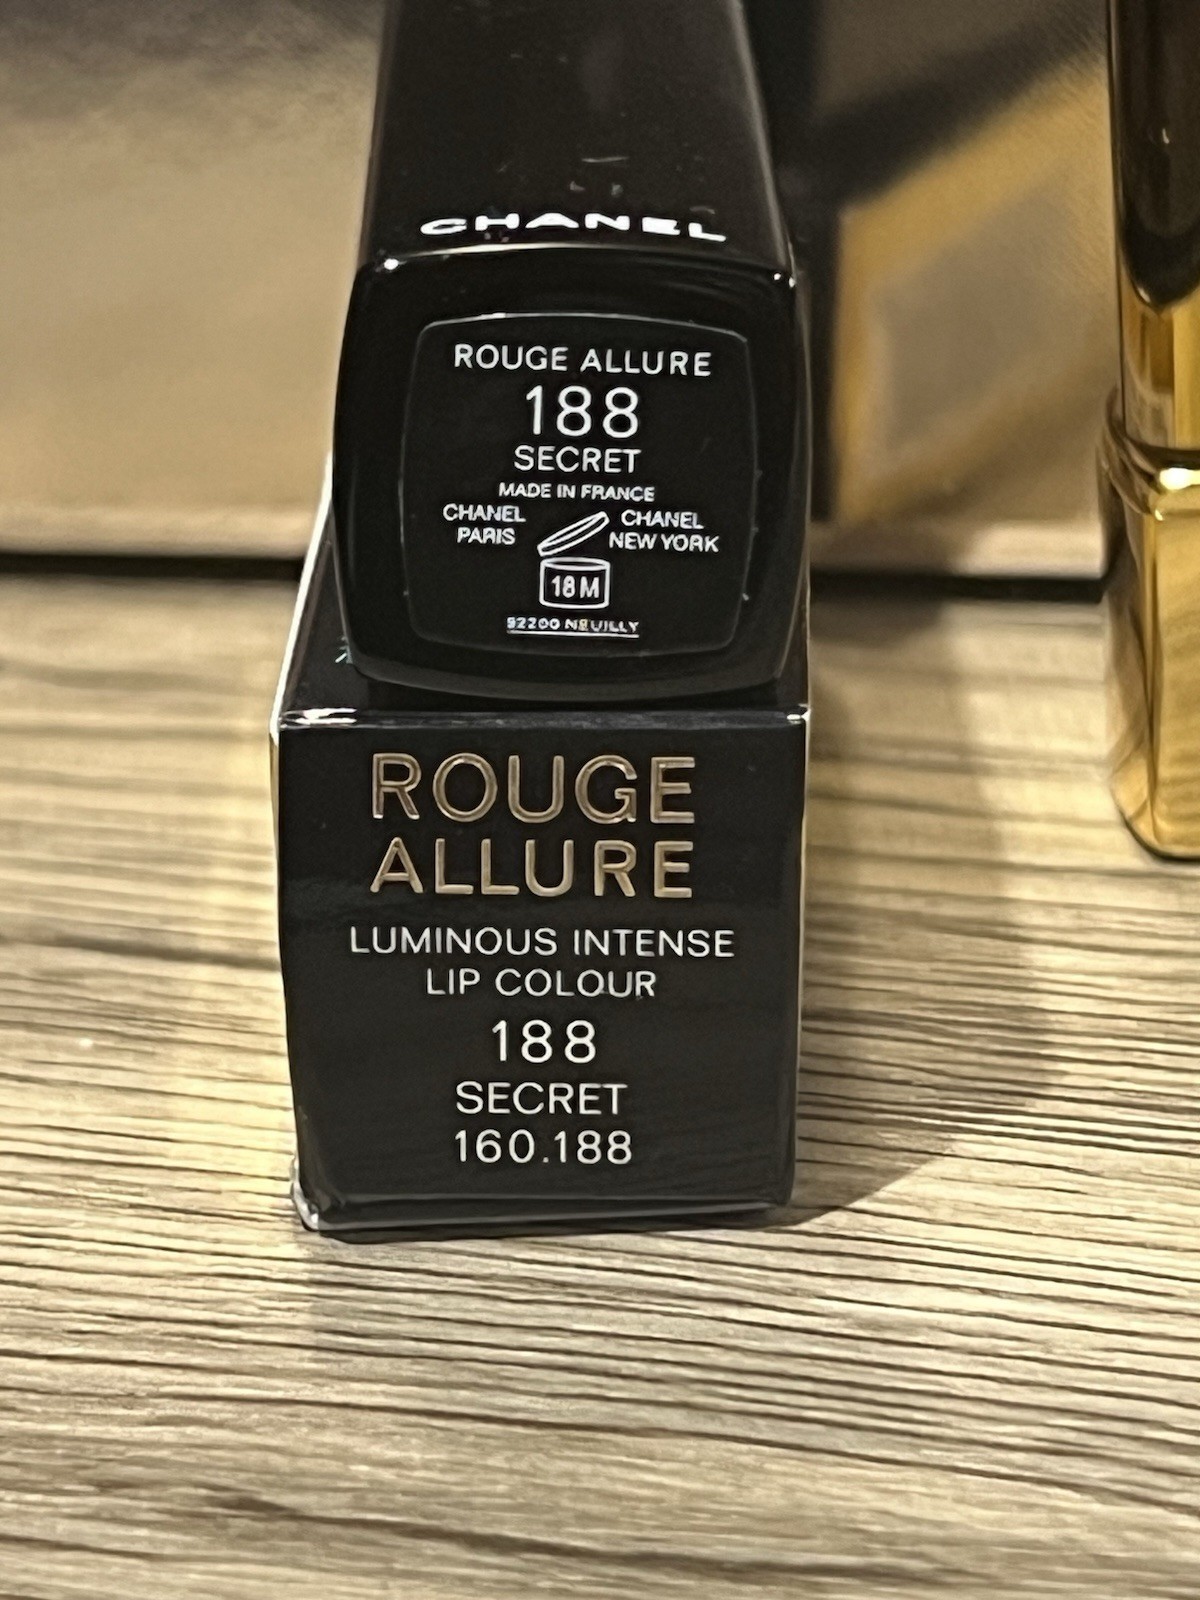 CHANEL
ROUGE ALLURE
188
SECRET
MADE IN FRANCE
CHANEL CHANEL
PARIS NEW YORK
18M
92200 NEUILLY
ROUGE
ALLURE
LUMINOUS INTENSE
LIP COLOUR
188
SECRET
160.188